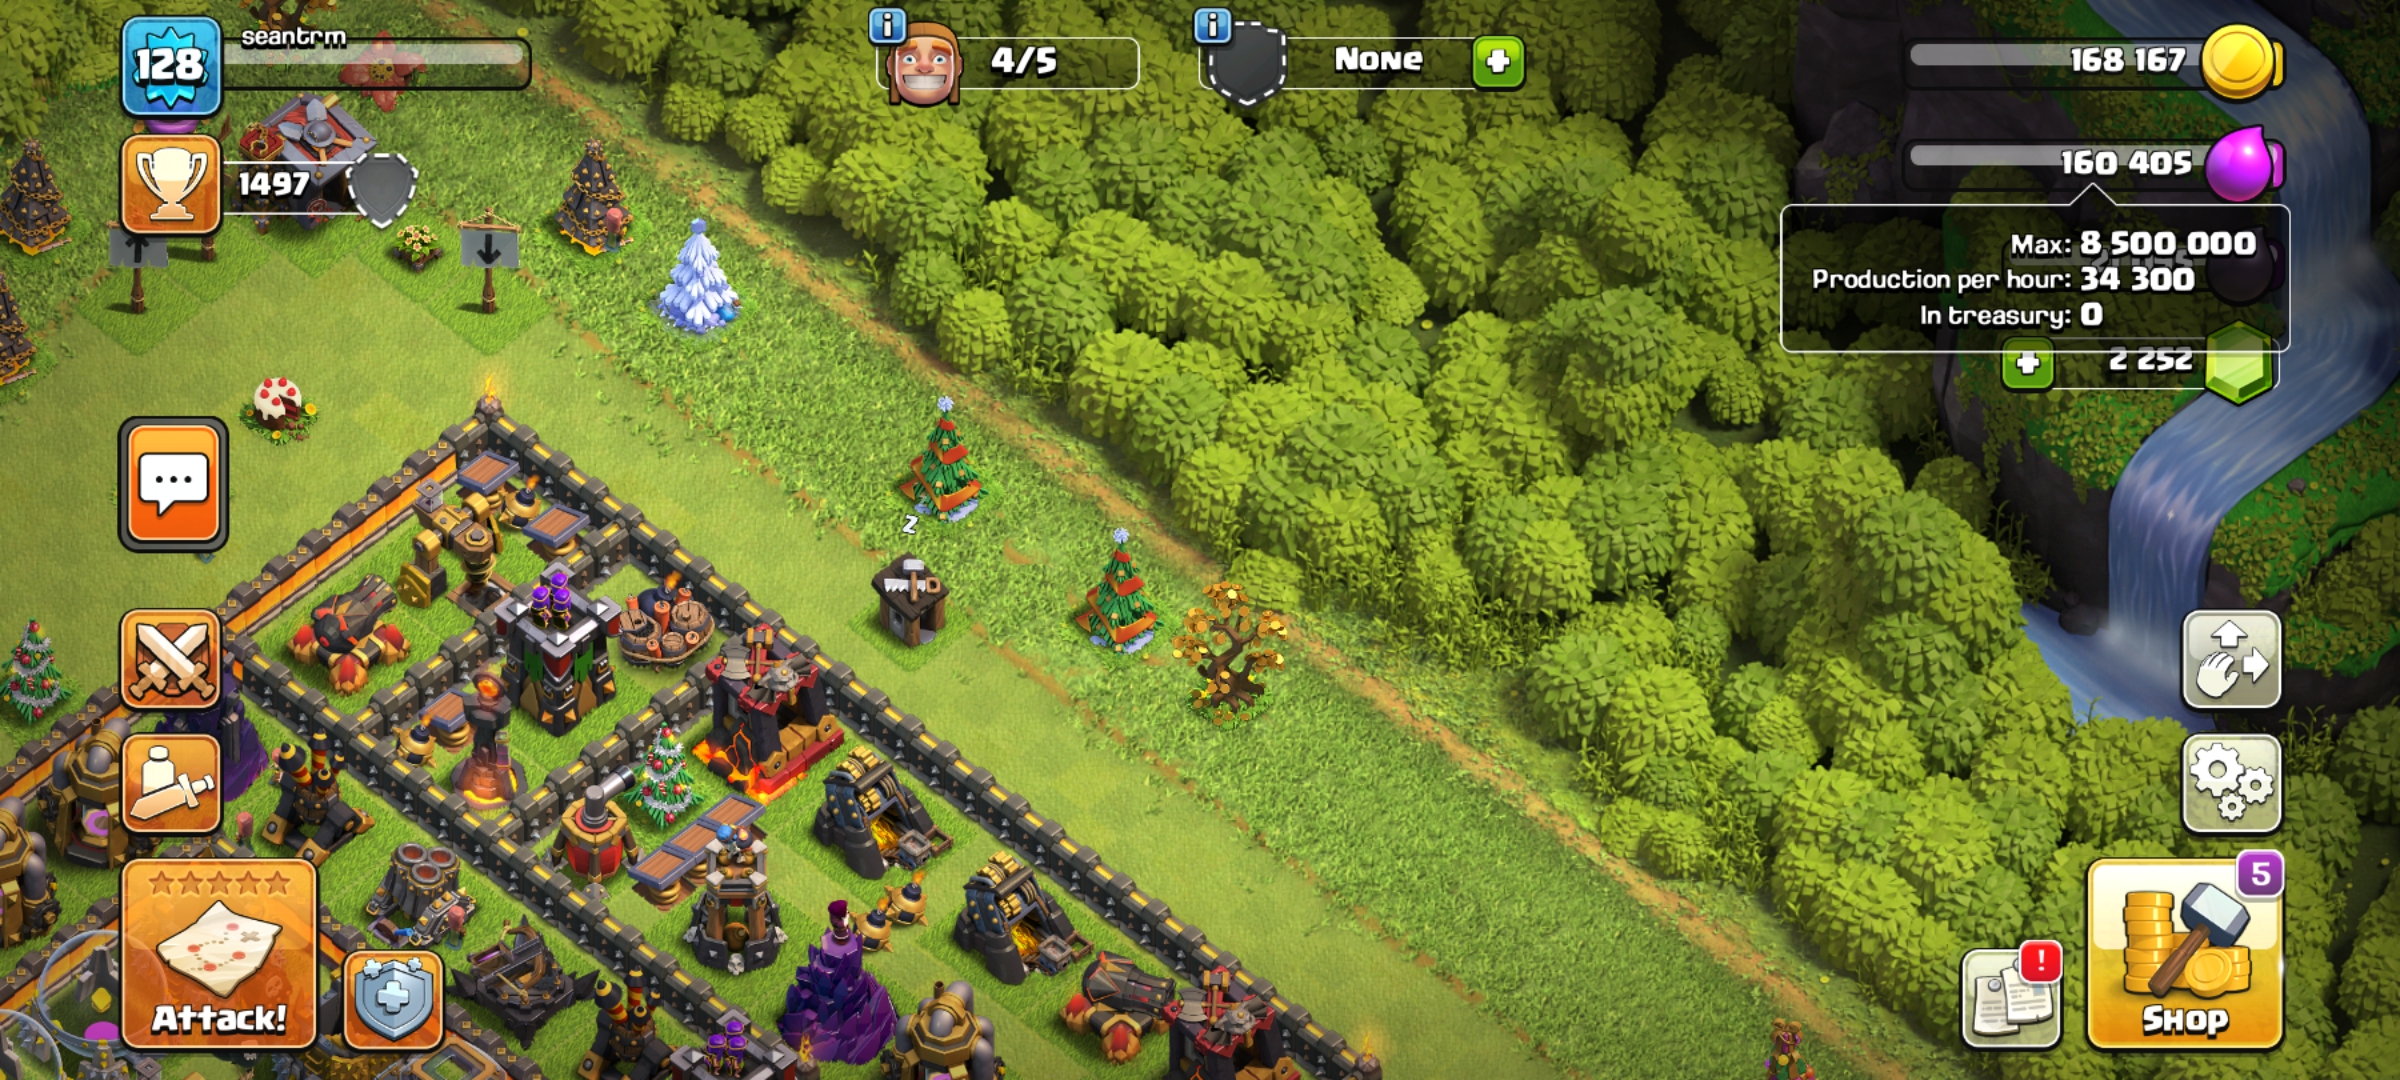 128
seantrm
4/5
None
168 167
1497
160 405
Max: 8 500 000
Production per hour: 34 300
In treasury: 0
2 252
z
5
!
Attack!
Shop